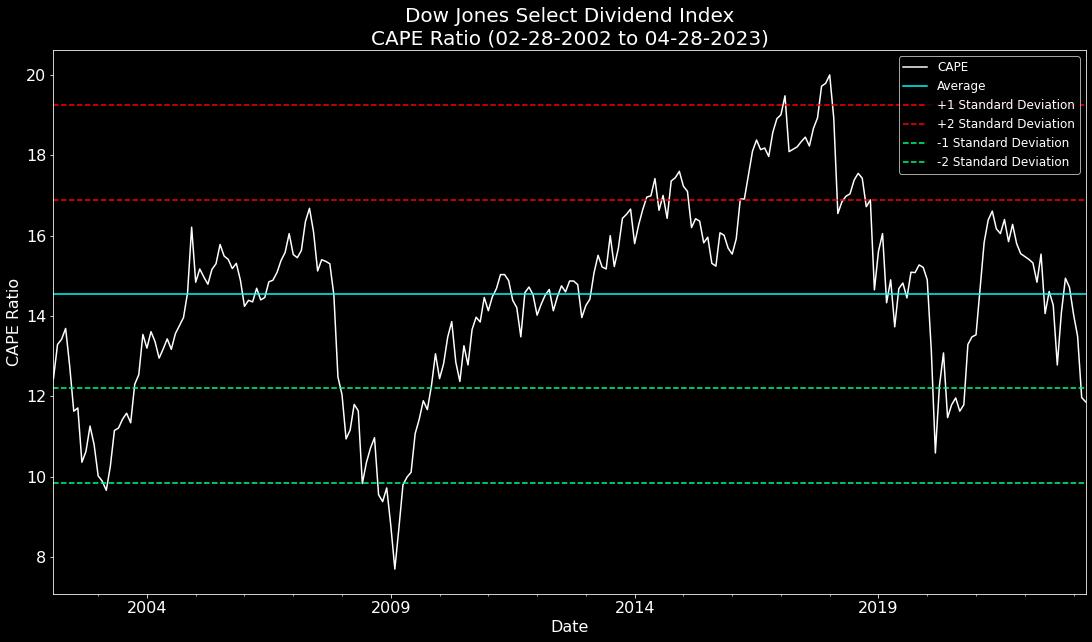 Dow Jones Select Dividend Index
CAPE Ratio (02-28-2002 to 04-28-2023)
CAPE
Average
+1 Standard Deviation
+2 Standard Deviation
-1 Standard Deviation
-2 Standard Deviation
CAPE Ratio
20
18
16
14
12
10
8
2004 2009 2014 2019
Date